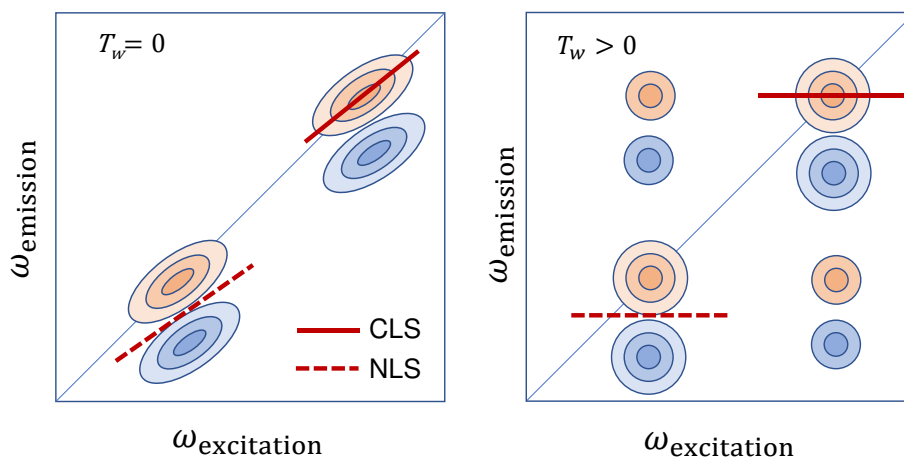 T_w = 0
ω_emission
CLS
NLS
ω_excitation
T_w > 0
ω_emission
ω_excitation